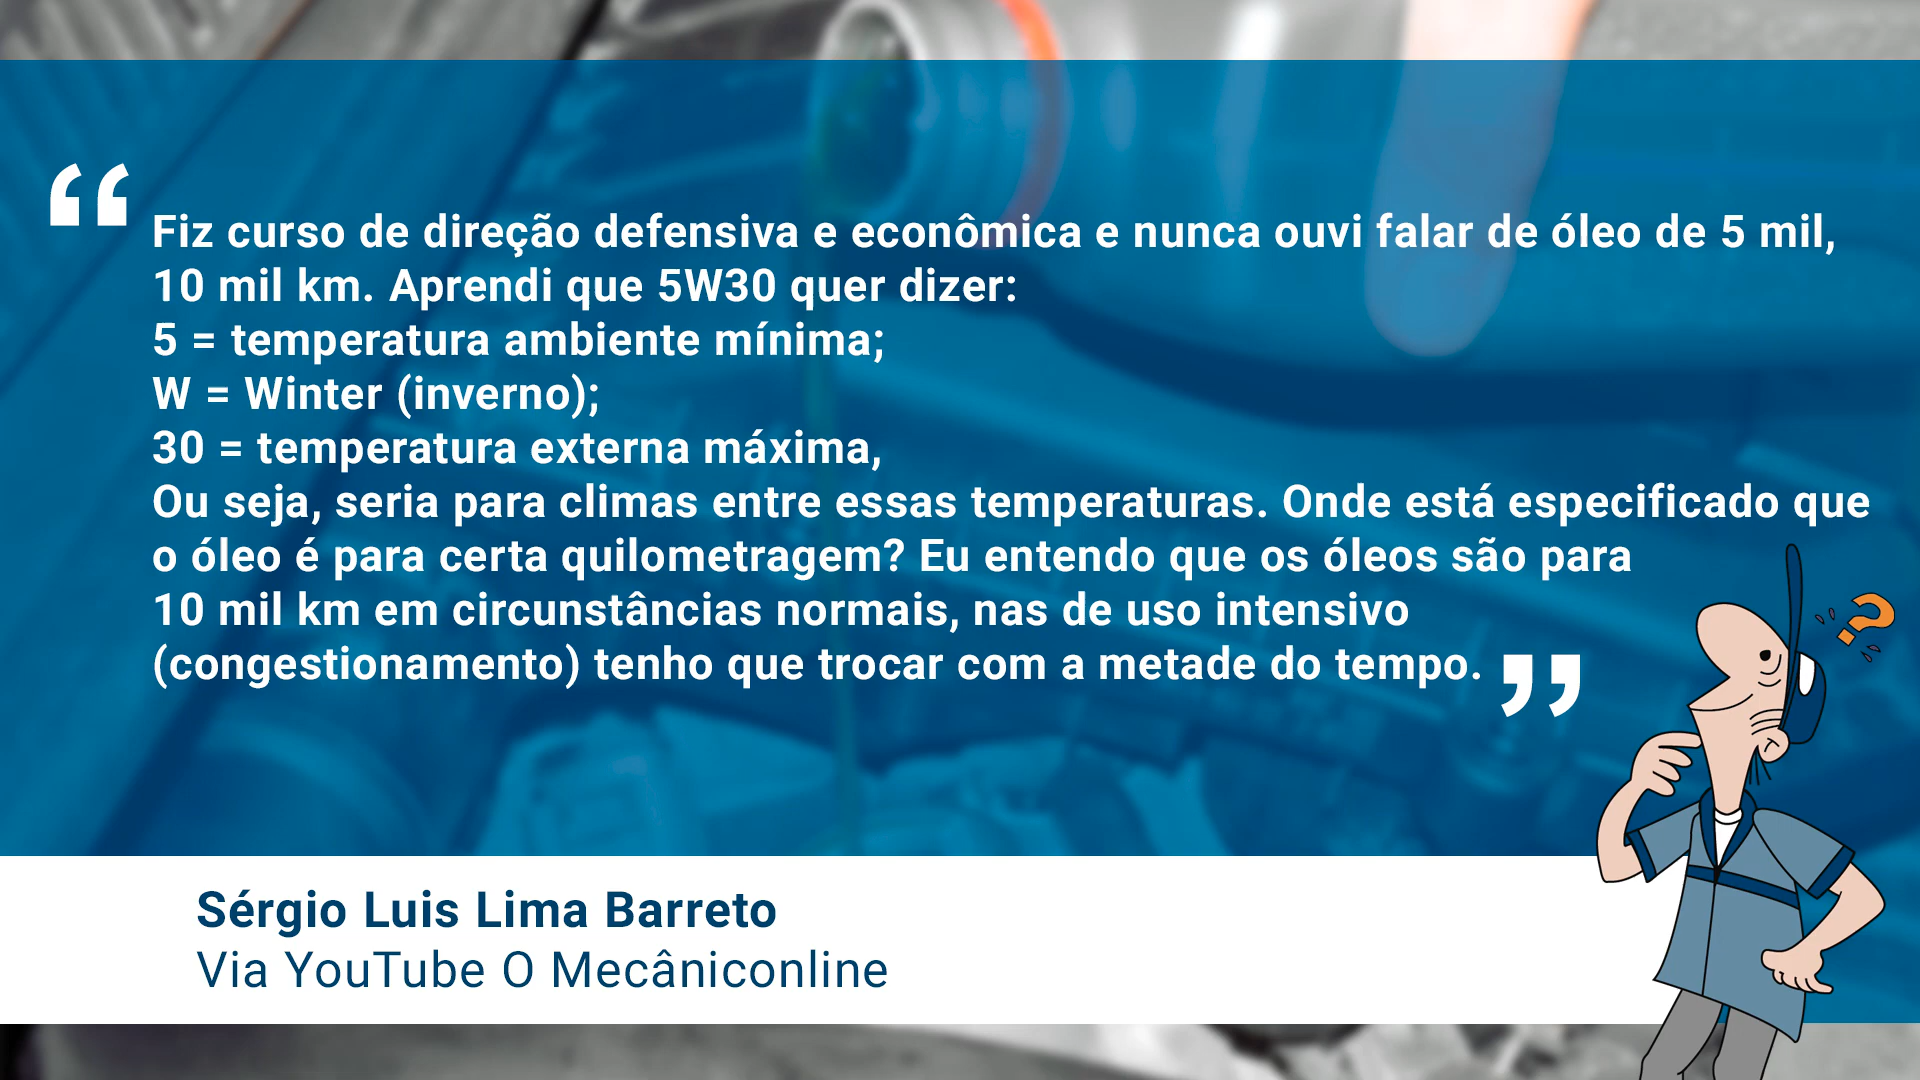 “Fiz curso de direção defensiva e econômica e nunca ouvi falar de óleo de 5 mil,
10 mil km. Aprendi que 5W30 quer dizer:
5 = temperatura ambiente mínima;
W = Winter (inverno);
30 = temperatura externa máxima,
Ou seja, seria para climas entre essas temperaturas. Onde está especificado que
o óleo é para certa quilometragem? Eu entendo que os óleos são para
10 mil km em circunstâncias normais, nas de uso intensivo
(congestionamento) tenho que trocar com a metade do tempo.”
?
Sérgio Luis Lima Barreto
Via YouTube O Mecâniconline